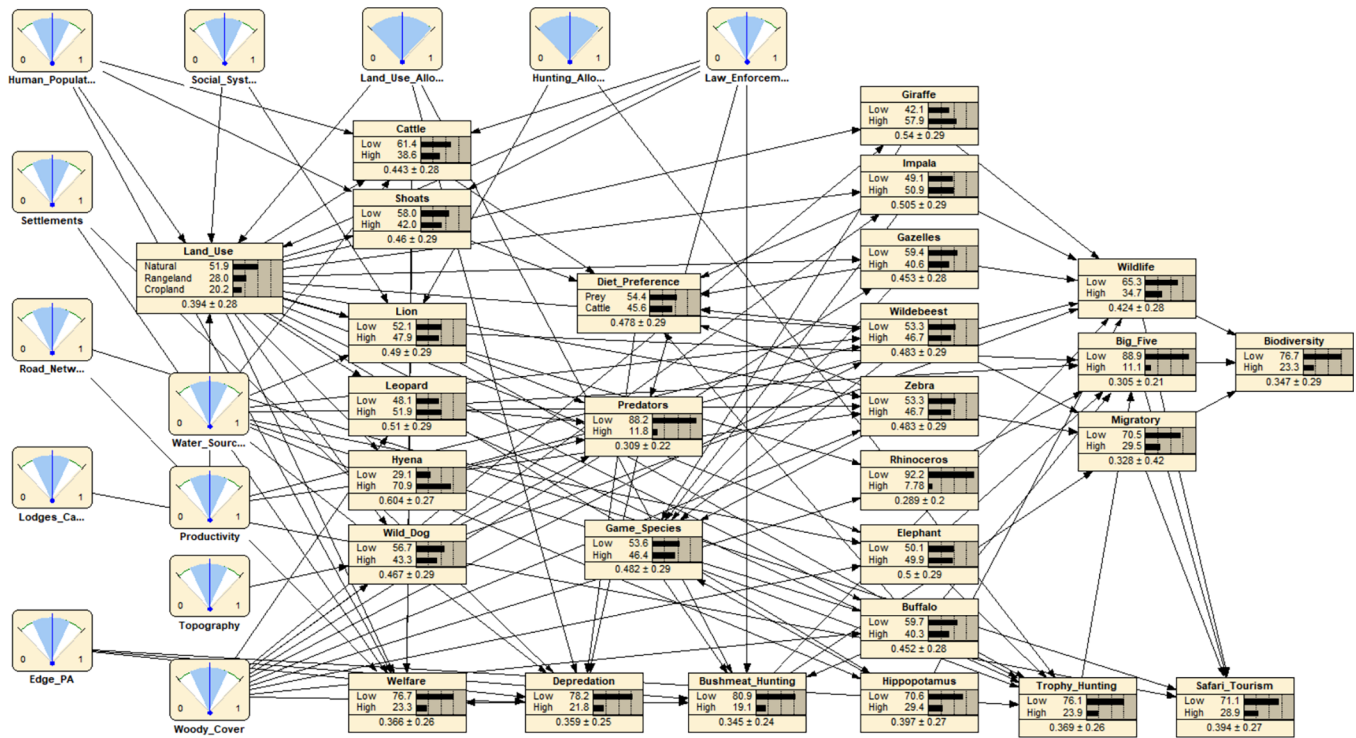 0 1
Human_Populat...
0 1
Social_Syst...
0 1
Land_Use_Allo...
0 1
Hunting_Allo...
0 1
Law_Enforcem...
0 1
Settlements
0 1
Road_Netw...
0 1
Lodges_Ca...
0 1
Edge_PA
0 1
Water_Sourc...
0 1
Productivity
0 1
Topography
0 1
Woody_Cover
Land_Use
Natural 51.9
Rangeland 28.0
Cropland 20.2
0.394 ± 0.28
Cattle
Low 61.4
High 38.6
0.443 ± 0.28
Shoats
Low 58.0
High 42.0
0.46 ± 0.29
Lion
Low 52.1
High 47.9
0.49 ± 0.29
Leopard
Low 48.1
High 51.9
0.51 ± 0.29
Hyena
Low 29.1
High 70.9
0.604 ± 0.27
Wild_Dog
Low 56.7
High 43.3
0.467 ± 0.29
Welfare
Low 76.7
High 23.3
0.366 ± 0.26
Diet_Preference
Prey 54.4
Cattle 45.6
0.478 ± 0.29
Predators
Low 88.2
High 11.8
0.309 ± 0.22
Game_Species
Low 53.6
High 46.4
0.482 ± 0.29
Depredation
Low 78.2
High 21.8
0.359 ± 0.25
Bushmeat_Hunting
Low 80.9
High 19.1
0.345 ± 0.24
Giraffe
Low 42.1
High 57.9
0.54 ± 0.29
Impala
Low 49.1
High 50.9
0.505 ± 0.29
Gazelles
Low 59.4
High 40.6
0.453 ± 0.28
Wildebeest
Low 53.3
High 46.7
0.483 ± 0.29
Zebra
Low 53.3
High 46.7
0.483 ± 0.29
Rhinoceros
Low 92.2
High 7.78
0.289 ± 0.2
Elephant
Low 50.1
High 49.9
0.5 ± 0.29
Buffalo
Low 59.7
High 40.3
0.452 ± 0.28
Hippopotamus
Low 70.6
High 29.4
0.397 ± 0.27
Trophy_Hunting
Low 76.1
High 23.9
0.369 ± 0.26
Wildlife
Low 65.3
High 34.7
0.424 ± 0.28
Big_Five
Low 88.9
High 11.1
0.305 ± 0.21
Migratory
Low 70.5
High 29.5
0.328 ± 0.42
Safari_Tourism
Low 71.1
High 28.9
0.394 ± 0.27
Biodiversity
Low 76.7
High 23.3
0.347 ± 0.29